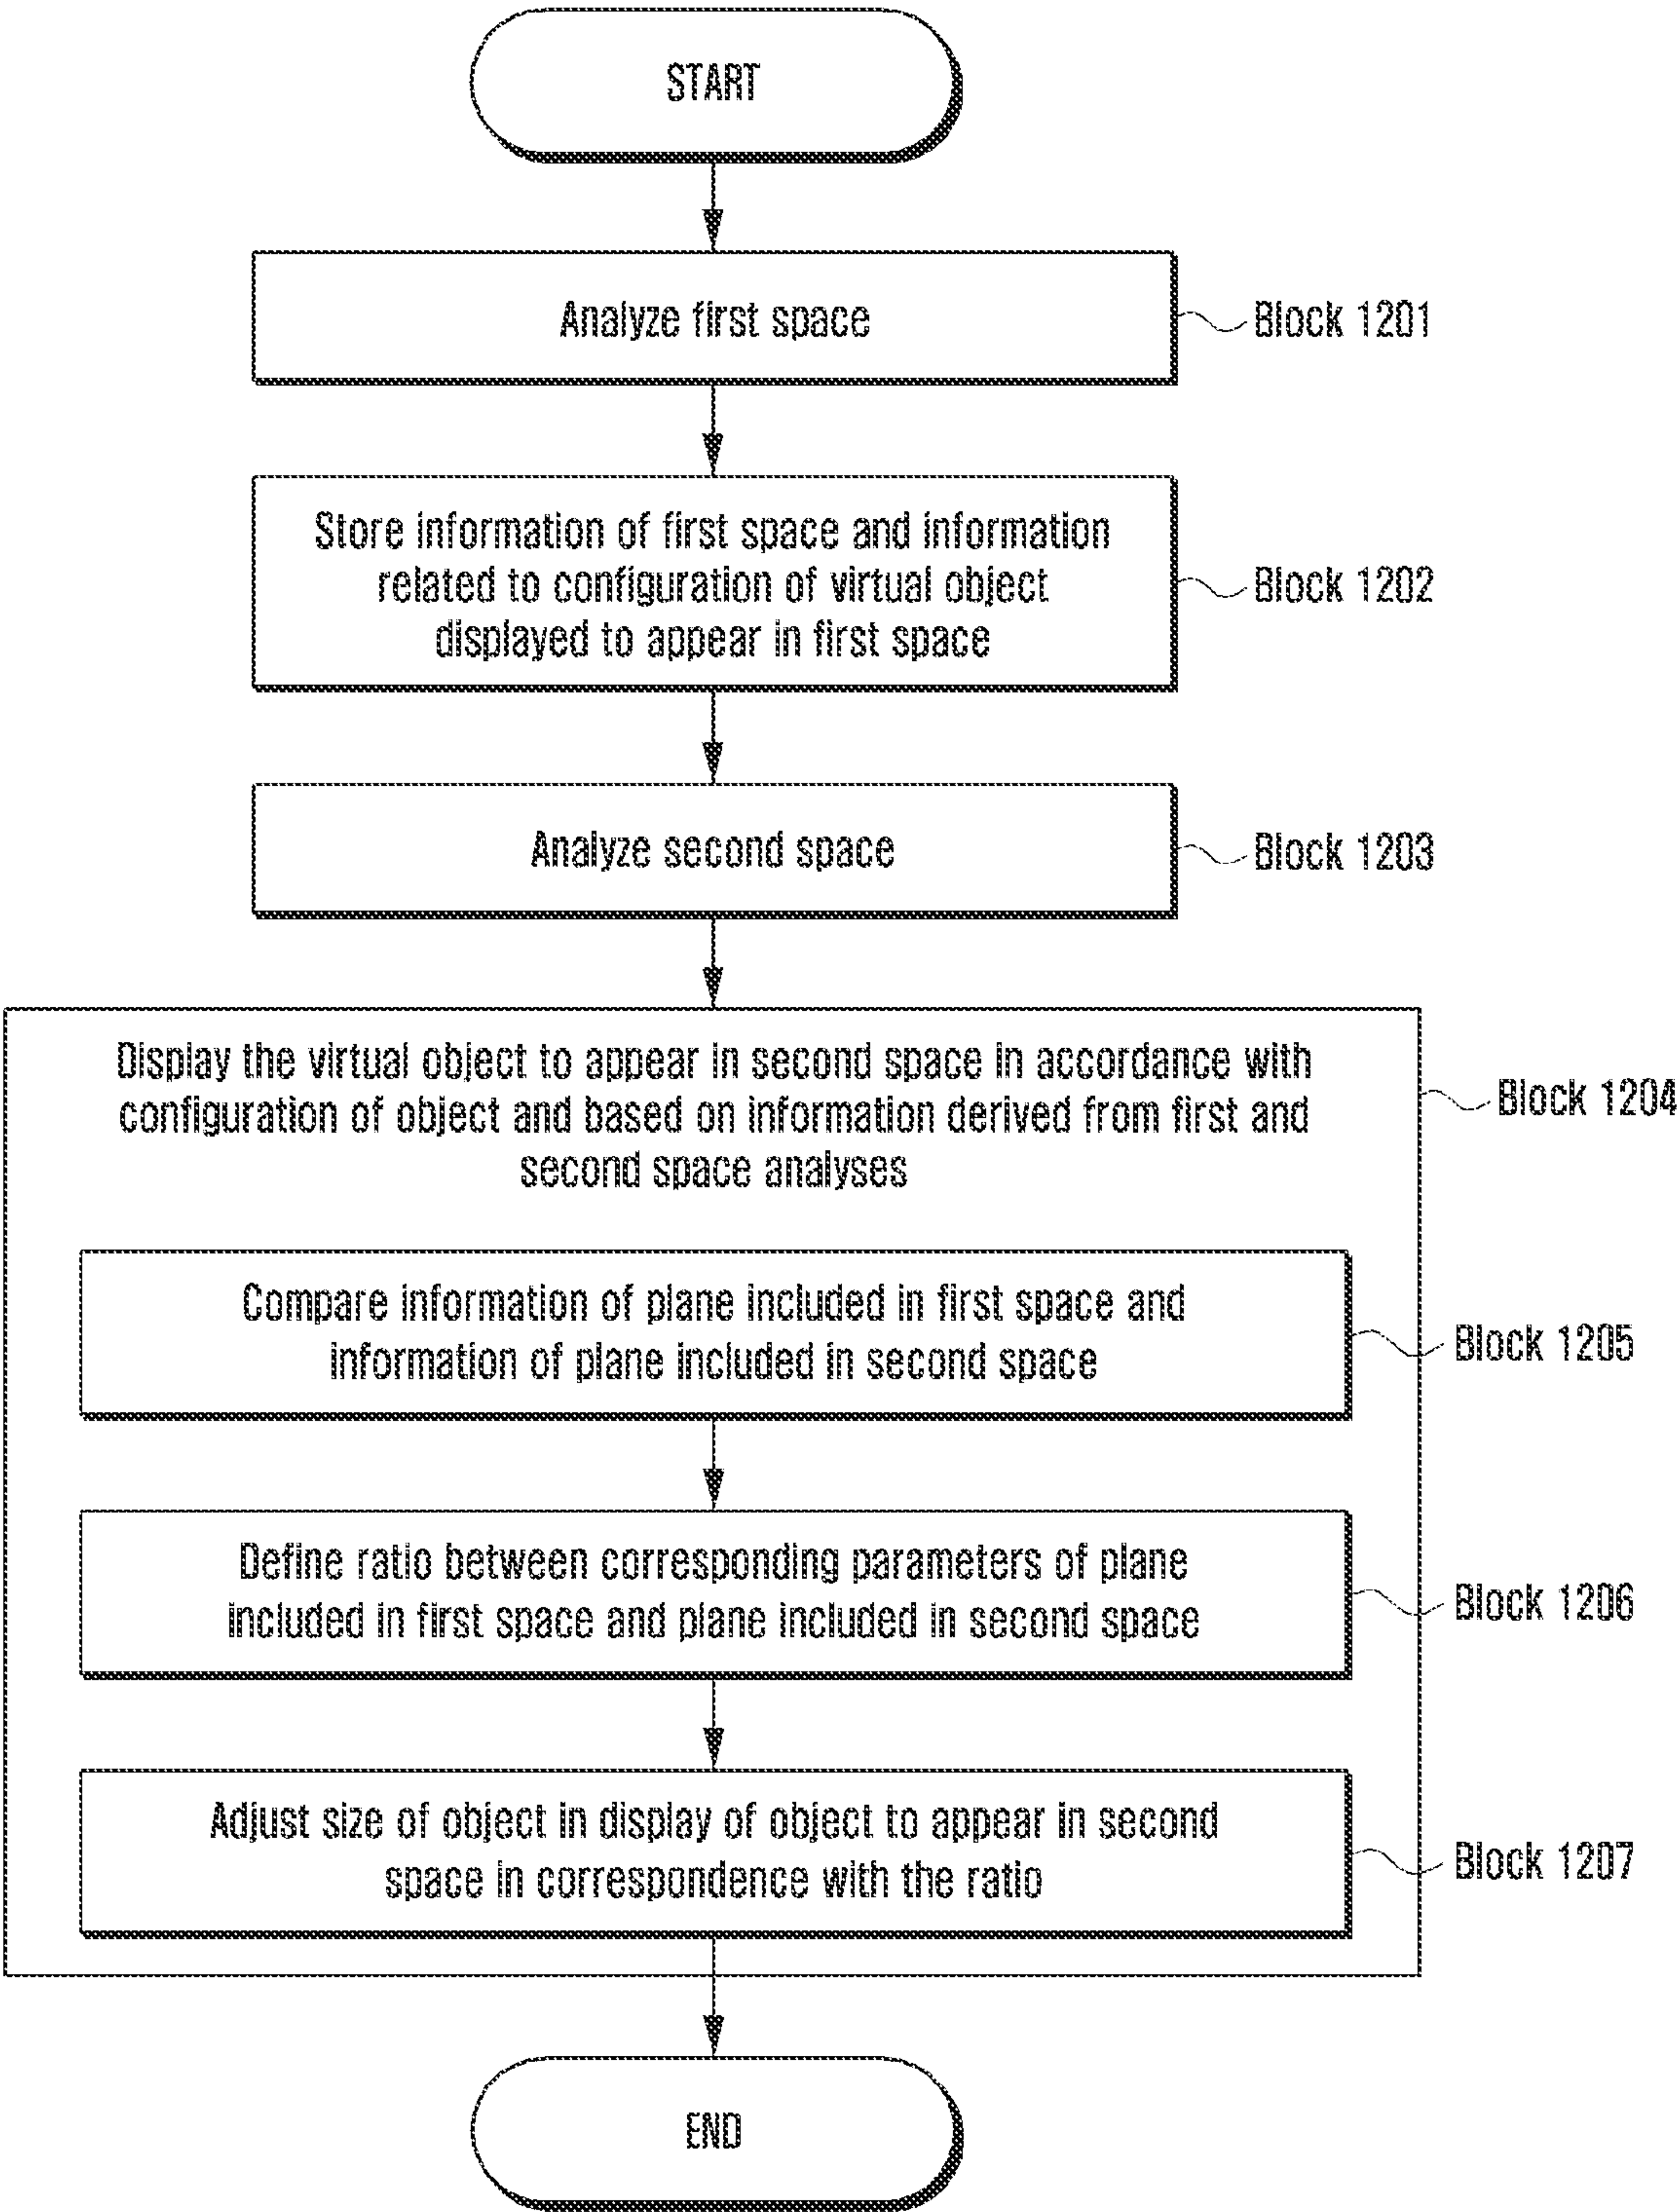 START
Analyze first space
Block 1201
Store information of first space and information
related to configuration of virtual object
displayed to appear in first space
Block 1202
Analyze second space
Block 1203
Display the virtual object to appear in second space in accordance with
configuration of object and based on information derived from first and
second space analyses
Block 1204
Compare information of plane included in first space and
information of plane included in second space
Block 1205
Define ratio between corresponding parameters of plane
included in first space and plane included in second space
Block 1206
Adjust size of object in display of object to appear in second
space in correspondence with the ratio
Block 1207
END